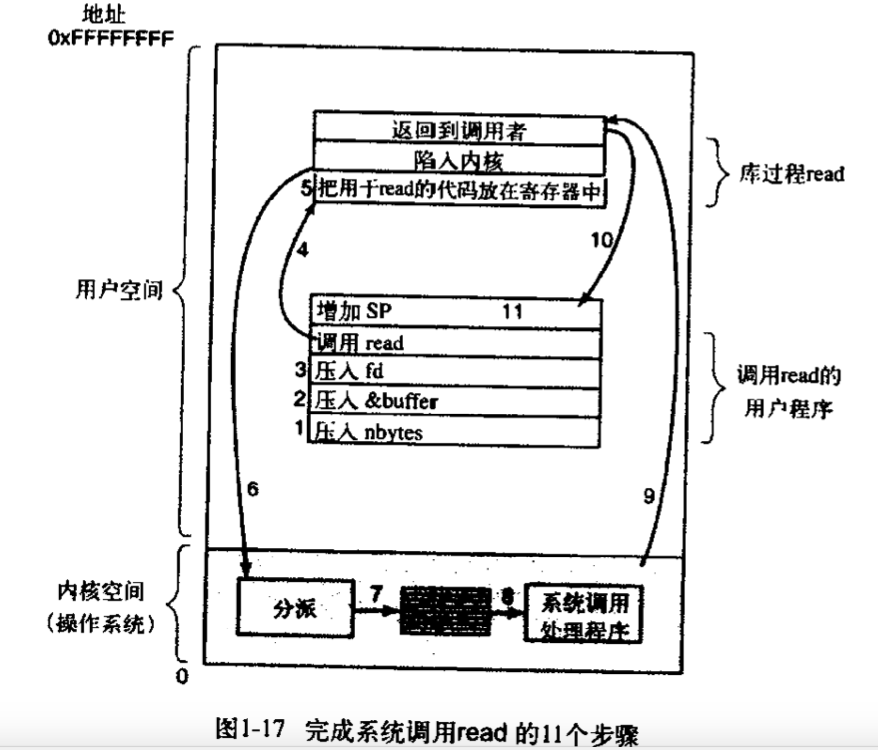 地址
0xFFFFFFFF
返回到调用者
陷入内核
5 把用于read的代码放在寄存器中
库过程read
4
10
用户空间
增加 SP 11
调用 read
3 压入 fd
2 压入 &buffer
1 压入 nbytes
调用read的
用户程序
6
9
内核空间
(操作系统)
分派
7
8
系统调用
处理程序
0
图1-17 完成系统调用read 的11个步骤